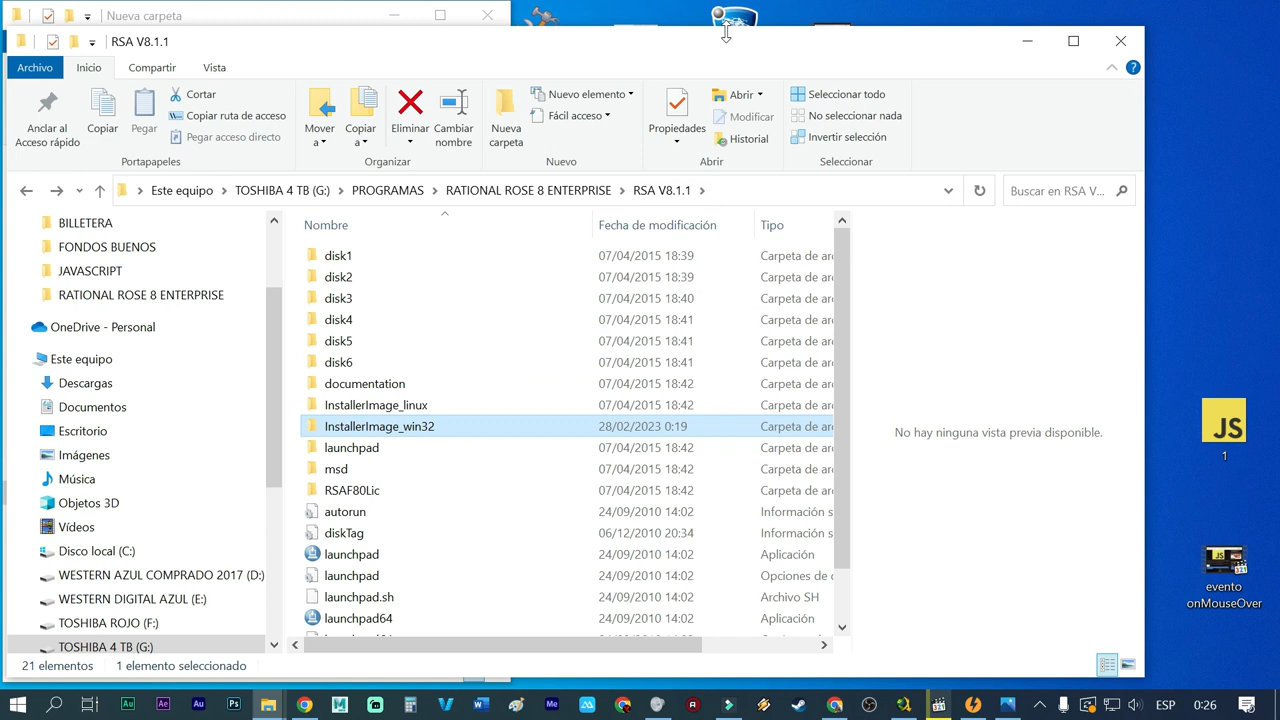 Nueva carpeta
RSA V8.1.1
Archivo Inicio Compartir Vista
Anclar al Acceso rápido
Copiar
Pegar
Cortar
Copiar ruta de acceso
Pegar acceso directo
Portapapeles
Mover a
Copiar a
Eliminar
Cambiar nombre
Organizar
Nueva carpeta
Nuevo elemento
Fácil acceso
Nuevo
Propiedades
Abrir
Modificar
Historial
Abrir
Seleccionar todo
No seleccionar nada
Invertir selección
Seleccionar
Este equipo > TOSHIBA 4 TB (G:) > PROGRAMAS > RATIONAL ROSE 8 ENTERPRISE > RSA V8.1.1 >
Buscar en RSA V...
BILLETERA
FONDOS BUENOS
JAVASCRIPT
RATIONAL ROSE 8 ENTERPRISE
OneDrive - Personal
Este equipo
Descargas
Documentos
Escritorio
Imágenes
Música
Objetos 3D
Vídeos
Disco local (C:)
WESTERN AZUL COMPRADO 2017 (D:)
WESTERN DIGITAL AZUL (E:)
TOSHIBA ROJO (F:)
TOSHIBA 4 TB (G:)
Nombre Fecha de modificación Tipo
disk1 07/04/2015 18:39 Carpeta de ar
disk2 07/04/2015 18:39 Carpeta de ar
disk3 07/04/2015 18:40 Carpeta de ar
disk4 07/04/2015 18:41 Carpeta de ar
disk5 07/04/2015 18:41 Carpeta de ar
disk6 07/04/2015 18:41 Carpeta de ar
documentation 07/04/2015 18:42 Carpeta de ar
InstallerImage_linux 07/04/2015 18:42 Carpeta de ar
InstallerImage_win32 28/02/2023 0:19 Carpeta de ar
launchpad 07/04/2015 18:42 Carpeta de ar
msd 07/04/2015 18:42 Carpeta de ar
RSAF80Lic 07/04/2015 18:42 Carpeta de ar
autorun 24/09/2010 14:02 Información s
diskTag 06/12/2010 20:34 Información s
launchpad 24/09/2010 14:02 Aplicación
launchpad 24/09/2010 14:02 Opciones de
launchpad.sh 24/09/2010 14:02 Archivo SH
launchpad64 24/09/2010 14:02 Aplicación
No hay ninguna vista previa disponible.
21 elementos 1 elemento seleccionado
JS
1
JS
evento
onMouseOver
Au Ae Au Ps Me
ESP 0:26